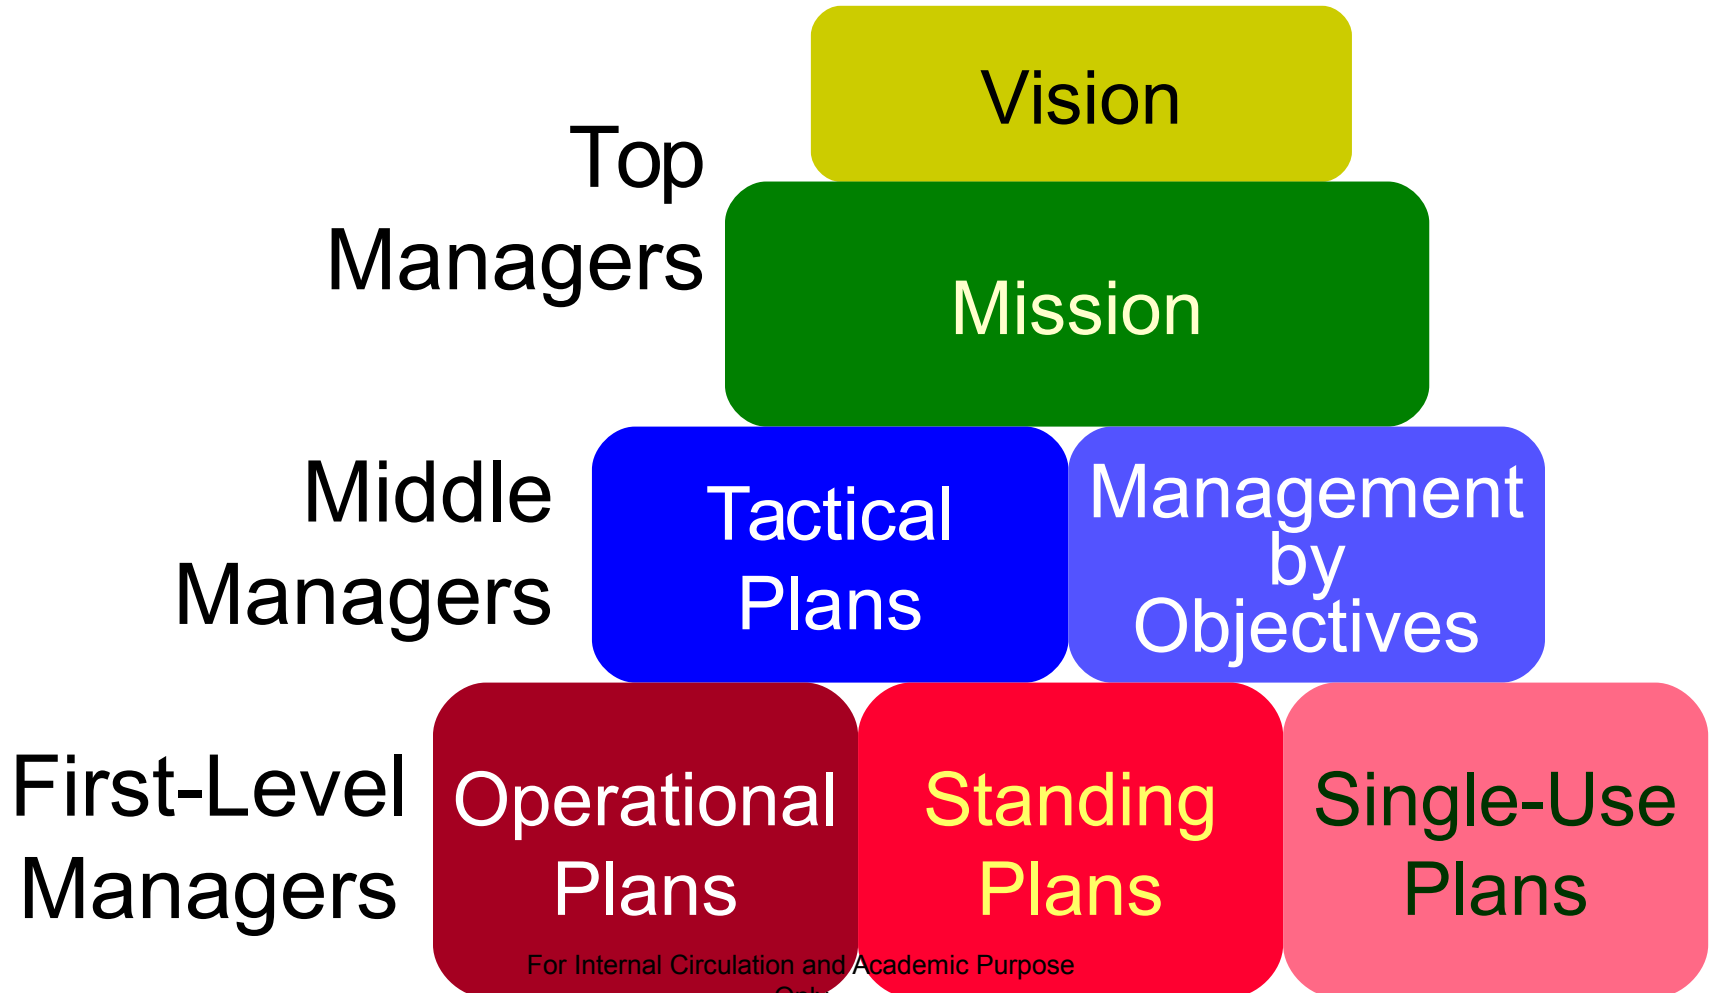 Vision
Top
Managers
Mission
Middle
Managers
Tactical
Plans
Management
by
Objectives
First-Level
Managers
Operational
Plans
Standing
Plans
Single-Use
Plans
For Internal Circulation and Academic Purpose
Only